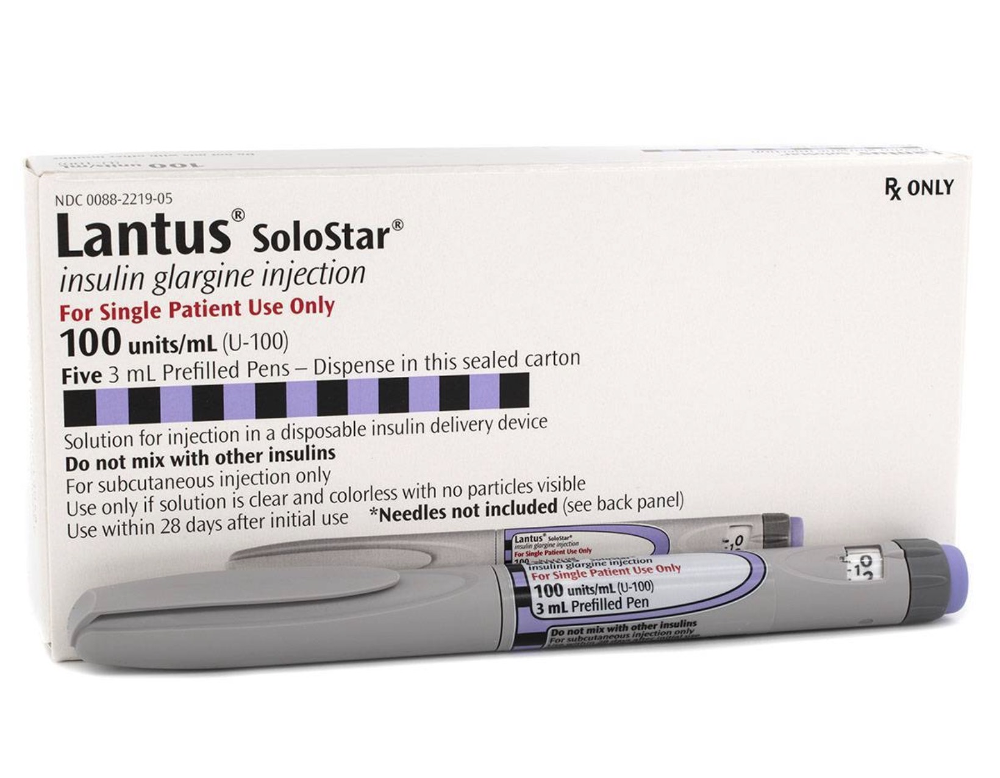 NDC 0088-2219-05
Rx ONLY
Lantus® SoloStar®
insulin glargine injection
For Single Patient Use Only
100 units/mL (U-100)
Five 3 mL Prefilled Pens – Dispense in this sealed carton
Solution for injection in a disposable insulin delivery device
Do not mix with other insulins
For subcutaneous injection only
Use only if solution is clear and colorless with no particles visible
Use within 28 days after initial use *Needles not included (see back panel)
Lantus® SoloStar®
insulin glargine injection
For Single Patient Use Only
100
0
insulin glargine injection
For Single Patient Use Only
100 units/mL (U-100)
3 mL Prefilled Pen
Do not mix with other insulins
For subcutaneous injection only
0
1
2